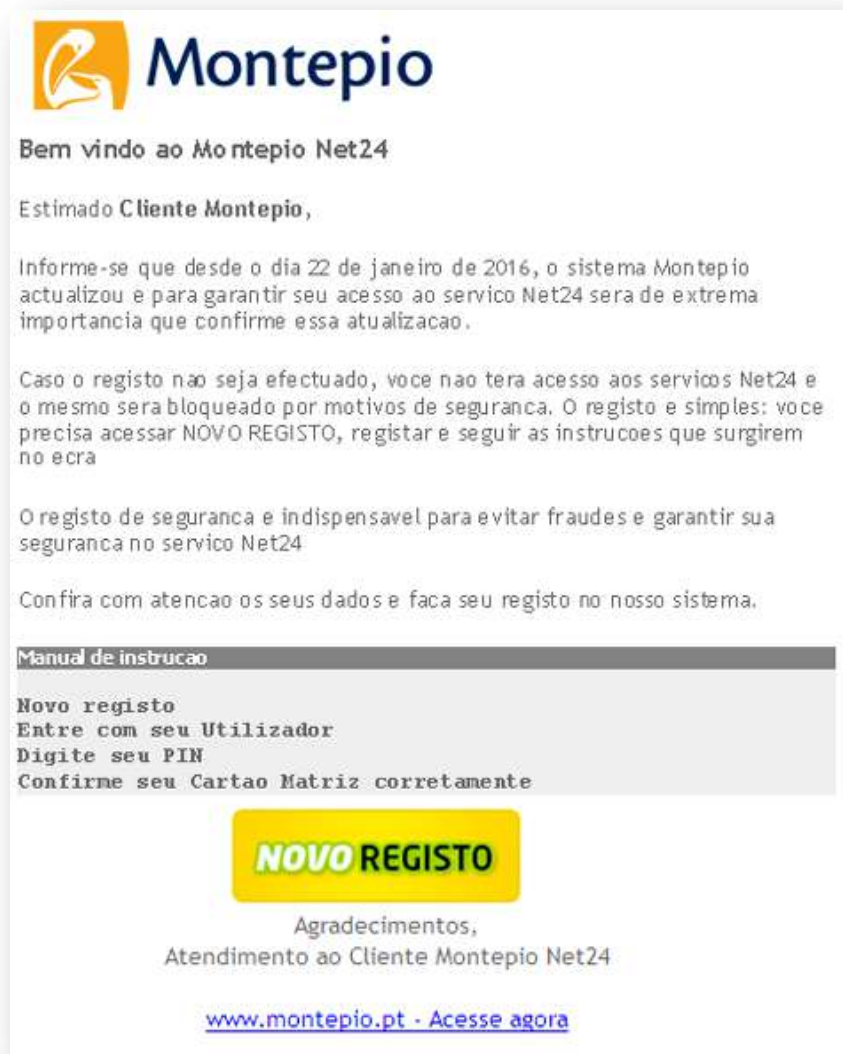 Montepio
Bem vindo ao Montepio Net24
Estimado Cliente Montepio,
Informe-se que desde o dia 22 de janeiro de 2016, o sistema Montepio
actualizou e para garantir seu acesso ao servico Net24 sera de extrema
importancia que confirme essa atualizacao.
Caso o registo nao seja efectuado, voce nao tera acesso aos servicos Net24 e
o mesmo sera bloqueado por motivos de seguranca. O registo e simples: voce
precisa acessar NOVO REGISTO, registar e seguir as instrucoes que surgirem
no ecra
O registo de seguranca e indispensavel para evitar fraudes e garantir sua
seguranca no servico Net24
Confira com atencao os seus dados e faca seu registo no nosso sistema.
Manual de instrucao
Novo registo
Entre com seu Utilizador
Digite seu PIN
Confirme seu Cartao Matriz corretamente
NOVO REGISTO
Agradecimentos,
Atendimento ao Cliente Montepio Net24
www.montepio.pt - Acesse agora